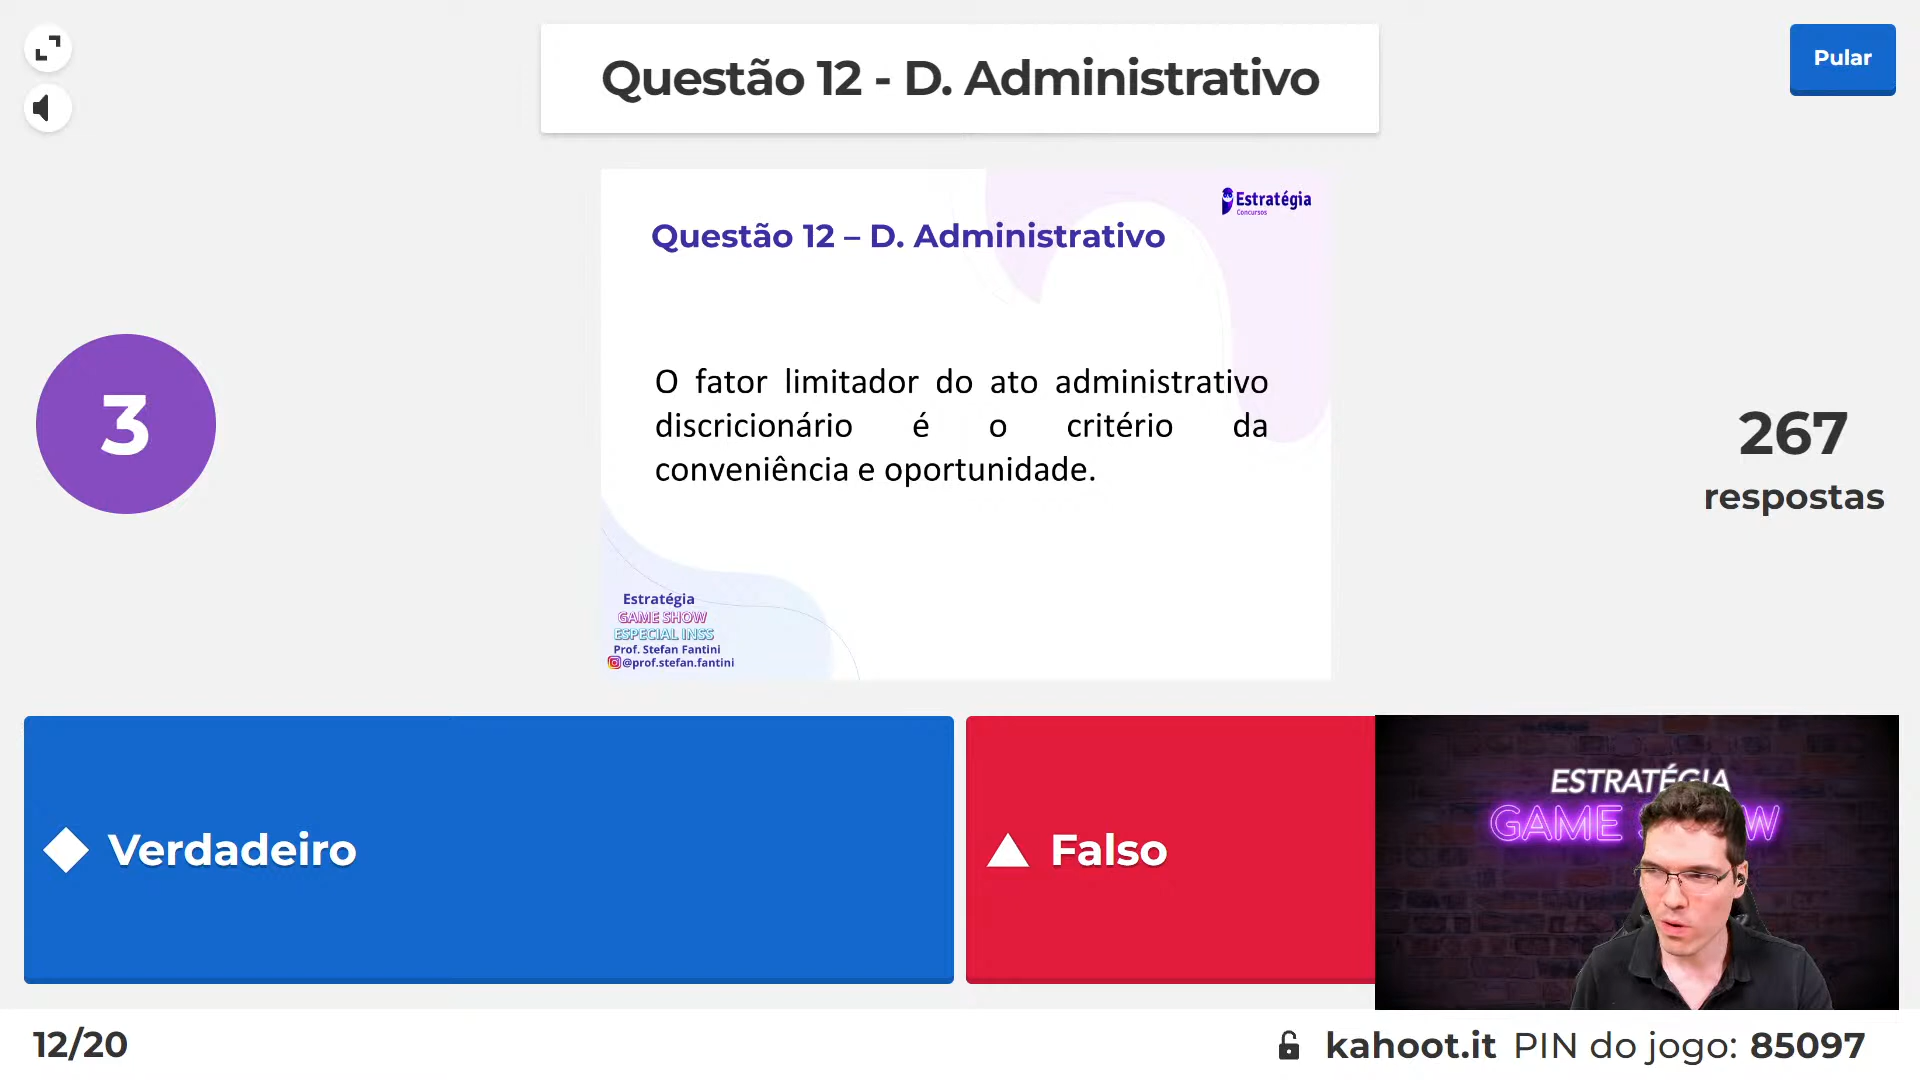 Questão 12 - D. Administrativo
Pular
Estratégia
Concursos
Questão 12 – D. Administrativo
O fator limitador do ato administrativo
discricionário é o critério da
conveniência e oportunidade.
3
267
respostas
Estratégia
GAME SHOW
ESPECIAL INSS
Prof. Stefan Fantini
@prof.stefan.fantini
Verdadeiro
Falso
ESTRATÉGIA
GAME W
12/20
kahoot.it PIN do jogo: 85097